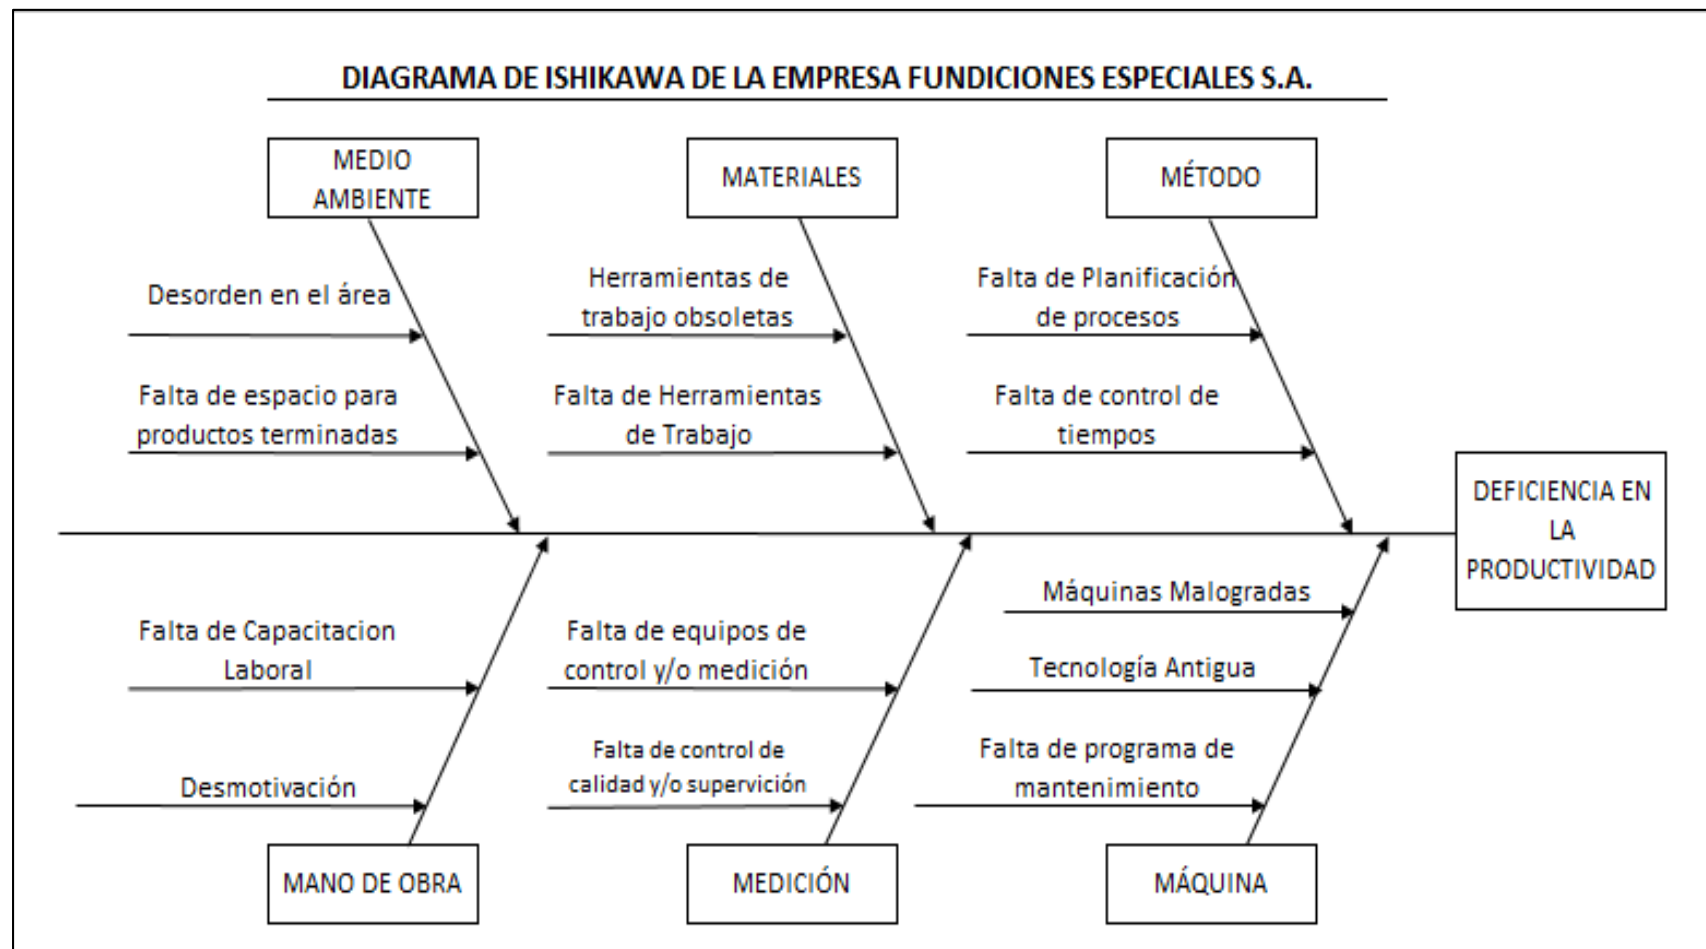 DIAGRAMA DE ISHIKAWA DE LA EMPRESA FUNDICIONES ESPECIALES S.A.
MEDIO
AMBIENTE
MATERIALES
MÉTODO
Desorden en el área
Falta de espacio para
productos terminadas
Herramientas de
trabajo obsoletas
Falta de Herramientas
de Trabajo
Falta de Planificación
de procesos
Falta de control de
tiempos
DEFICIENCIA EN
LA
PRODUCTIVIDAD
Falta de Capacitacion
Laboral
Desmotivación
Falta de equipos de
control y/o medición
Falta de control de
calidad y/o supervición
Máquinas Malogradas
Tecnología Antigua
Falta de programa de
mantenimiento
MANO DE OBRA
MEDICIÓN
MÁQUINA